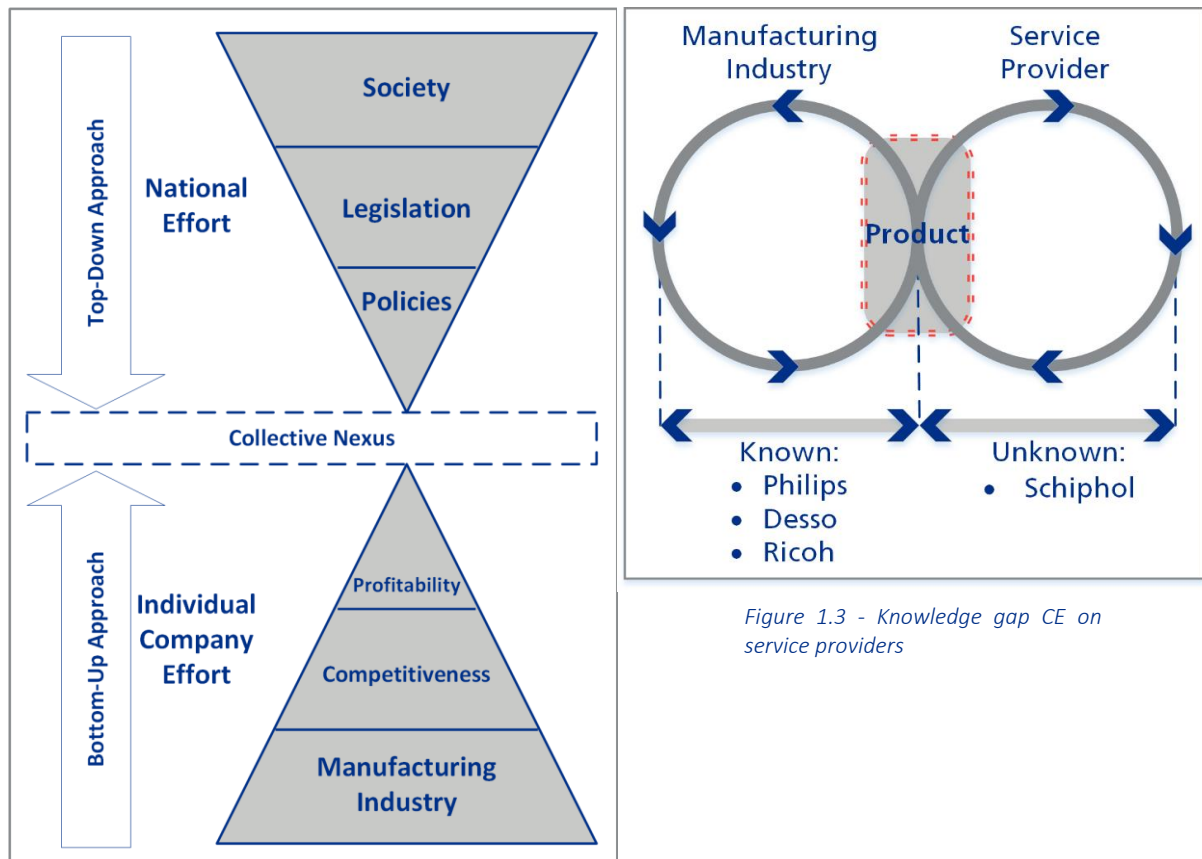 Top-Down Approach
National
Effort
Society
Legislation
Policies
Collective Nexus
Bottom-Up Approach
Individual
Company
Effort
Profitability
Competitiveness
Manufacturing
Industry
Manufacturing
Industry
Service
Provider
Product
Known:
• Philips
• Desso
• Ricoh
Unknown:
• Schiphol
Figure 1.3 - Knowledge gap CE on
service providers